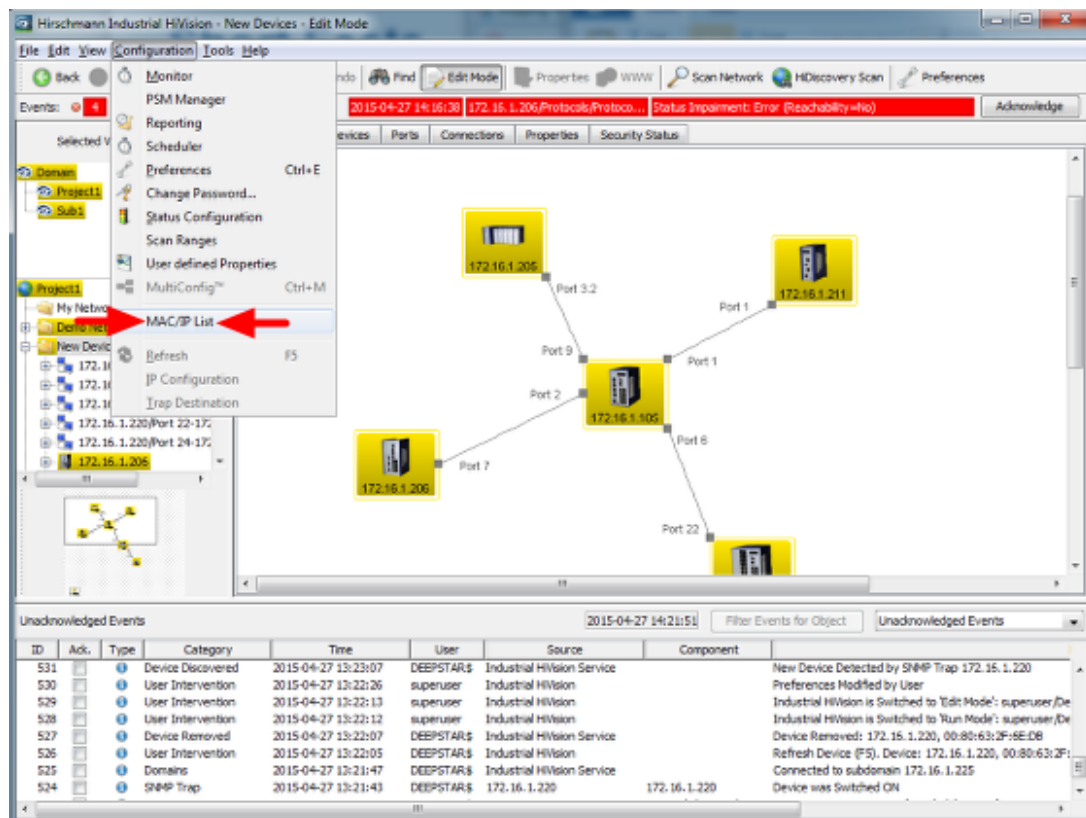 Hirschmann Industrial HiVision - New Devices - Edit Mode
File Edit View Configuration Tools Help
Back Find Edit Mode Properties WWW Scan Network HiDiscovery Scan Preferences
Monitor
PSM Manager
Reporting
Scheduler
Preferences Ctrl+E
Change Password...
Status Configuration
Scan Ranges
User defined Properties
MultiConfig™ Ctrl+M
MAC/IP List
Refresh F5
IP Configuration
Trap Destination
Events: 4 2015-04-27 14:16:38 172.16.1.206/Protocols/Protoco... Status Impairment: Error (Reachability=No) Acknowledge
Selected V
Ports Connections Properties Security Status
Domain
Project1
Sub1
Project1
My Netwo
Demo Net
New Devic
172.16
172.16
172.16
172.16.1.220/Port 22-172
172.16.1.220/Port 24-172
172.16.1.206
172.16.1.205
Port 3.2
172.16.1.211
Port 1
Port 9
Port 1
Port 2
172.16.1.105
Port 6
Port 7
172.16.1.206
Port 22
Unacknowledged Events 2015-04-27 14:21:51 Filter Events for Object Unacknowledged Events
ID Ack. Type Category Time User Source Component
531 Device Discovered 2015-04-27 13:23:07 DEEPSTAR$ Industrial HiVision Service New Device Detected by SNMP Trap 172.16.1.220
530 User Intervention 2015-04-27 13:22:26 superuser Industrial HiVision Preferences Modified by User
529 User Intervention 2015-04-27 13:22:13 superuser Industrial HiVision Industrial HiVision is Switched to 'Edit Mode': superuser/De
528 User Intervention 2015-04-27 13:22:12 superuser Industrial HiVision Industrial HiVision is Switched to 'Run Mode': superuser/De
527 Device Removed 2015-04-27 13:22:07 DEEPSTAR$ Industrial HiVision Service Device Removed: 172.16.1.220, 00:80:63:2F:6E:DB
526 User Intervention 2015-04-27 13:22:05 DEEPSTAR$ Industrial HiVision Refresh Device (F5). Device: 172.16.1.220, 00:80:63:2F:
525 Domains 2015-04-27 13:21:47 DEEPSTAR$ Industrial HiVision Service Connected to subdomain 172.16.1.225
524 SNMP Trap 2015-04-27 13:21:43 DEEPSTAR$ 172.16.1.220 172.16.1.220 Device was Switched ON